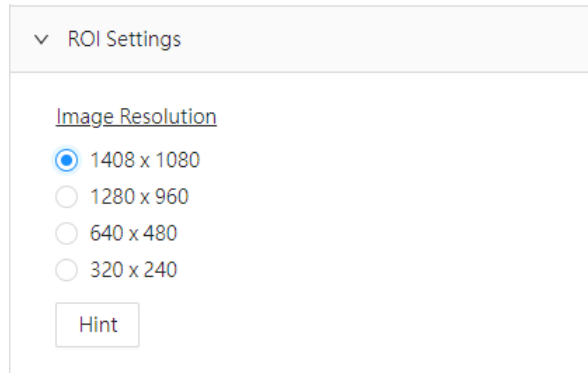 ROI Settings
Image Resolution
1408 x 1080
1280 x 960
640 x 480
320 x 240
Hint